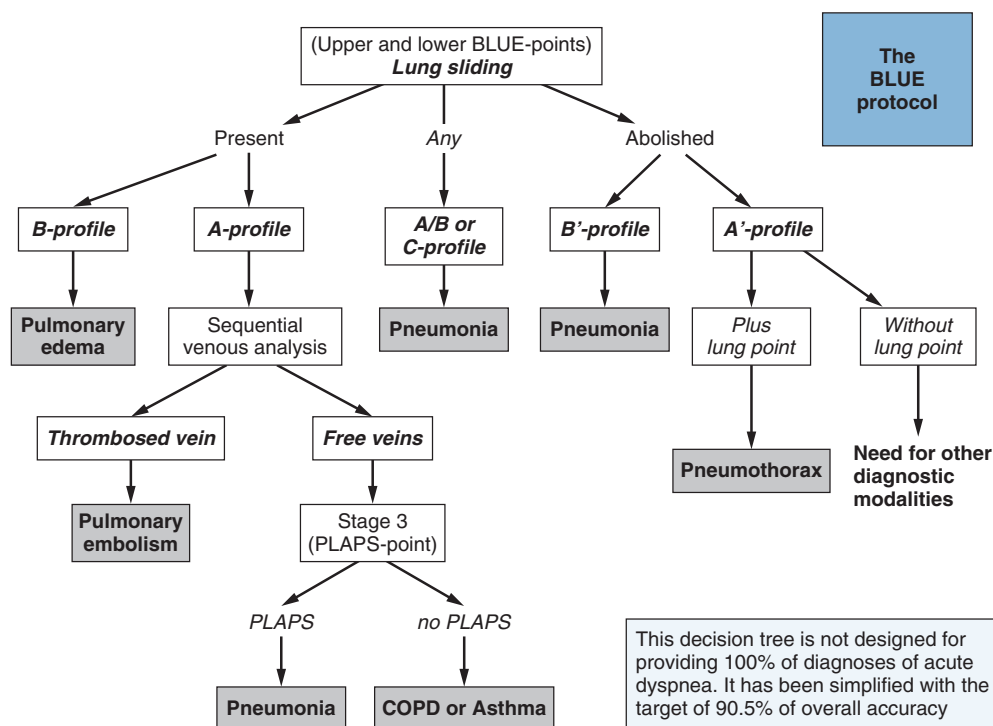 (Upper and lower BLUE-points)
Lung sliding
The
BLUE
protocol
Present
Any
Abolished
B-profile
A-profile
A/B or
C-profile
B'-profile
A'-profile
Pulmonary
edema
Sequential
venous analysis
Pneumonia
Pneumonia
Plus
lung point
Without
lung point
Thrombosed vein
Free veins
Pneumothorax
Need for other
diagnostic
modalities
Pulmonary
embolism
Stage 3
(PLAPS-point)
PLAPS
no PLAPS
Pneumonia
COPD or Asthma
This decision tree is not designed for
providing 100% of diagnoses of acute
dyspnea. It has been simplified with the
target of 90.5% of overall accuracy